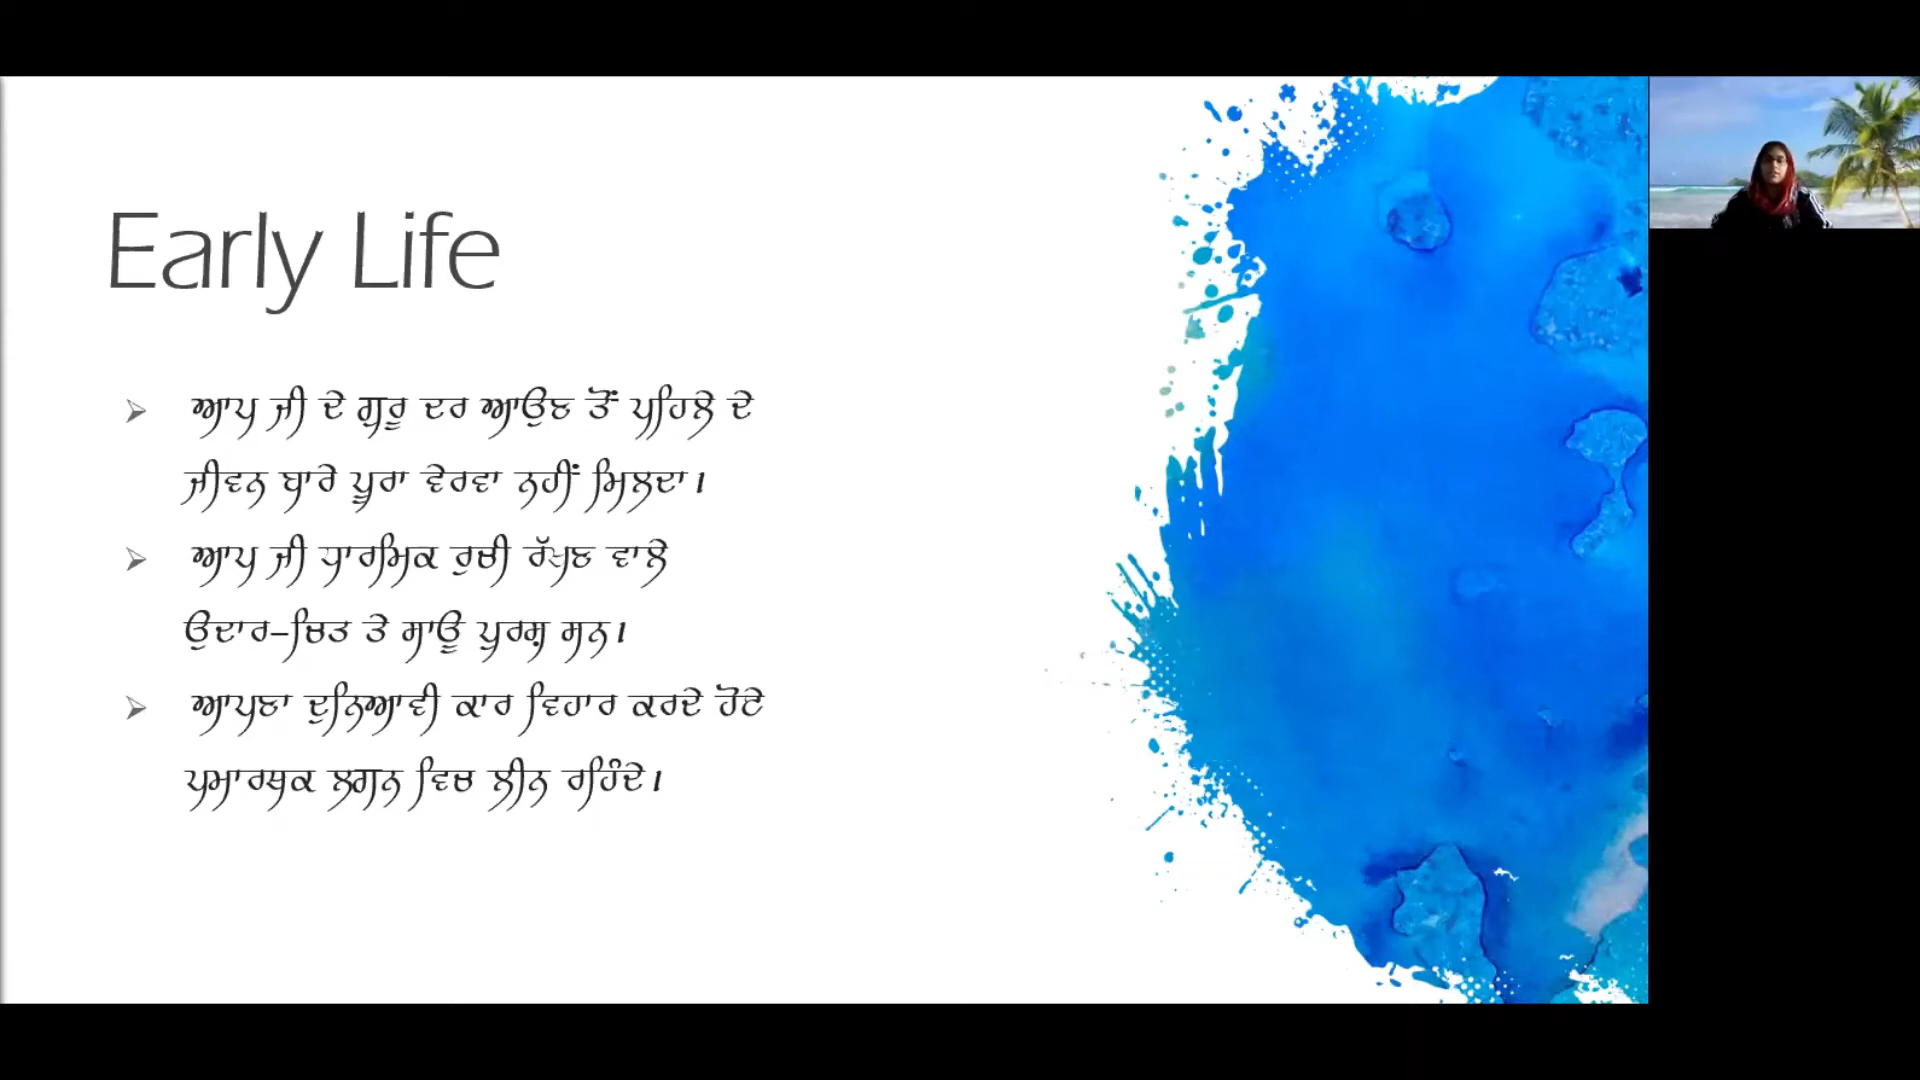 Early Life
ਆਪ ਜੀ ਦੇ ਗੁਰੂ ਦਰ ਆਉਣ ਤੋਂ ਪਹਿਲੇ ਦੇ
ਜੀਵਨ ਬਾਰੇ ਪੂਰਾ ਵੇਰਵਾ ਨਹੀਂ ਮਿਲਦਾ।
ਆਪ ਜੀ ਧਾਰਮਿਕ ਰੁਚੀ ਰੱਖਣ ਵਾਲੇ
ਉਦਾਰ-ਚਿਤ ਤੇ ਸਾਊ ਪੁਰਸ਼ ਸਨ।
ਆਪਣਾ ਦੁਨਿਆਵੀ ਕਾਰ ਵਿਹਾਰ ਕਰਦੇ ਹੋਏ
ਪ੍ਰਮਾਰਥਕ ਲਗਨ ਵਿਚ ਲੀਨ ਰਹਿੰਦੇ।